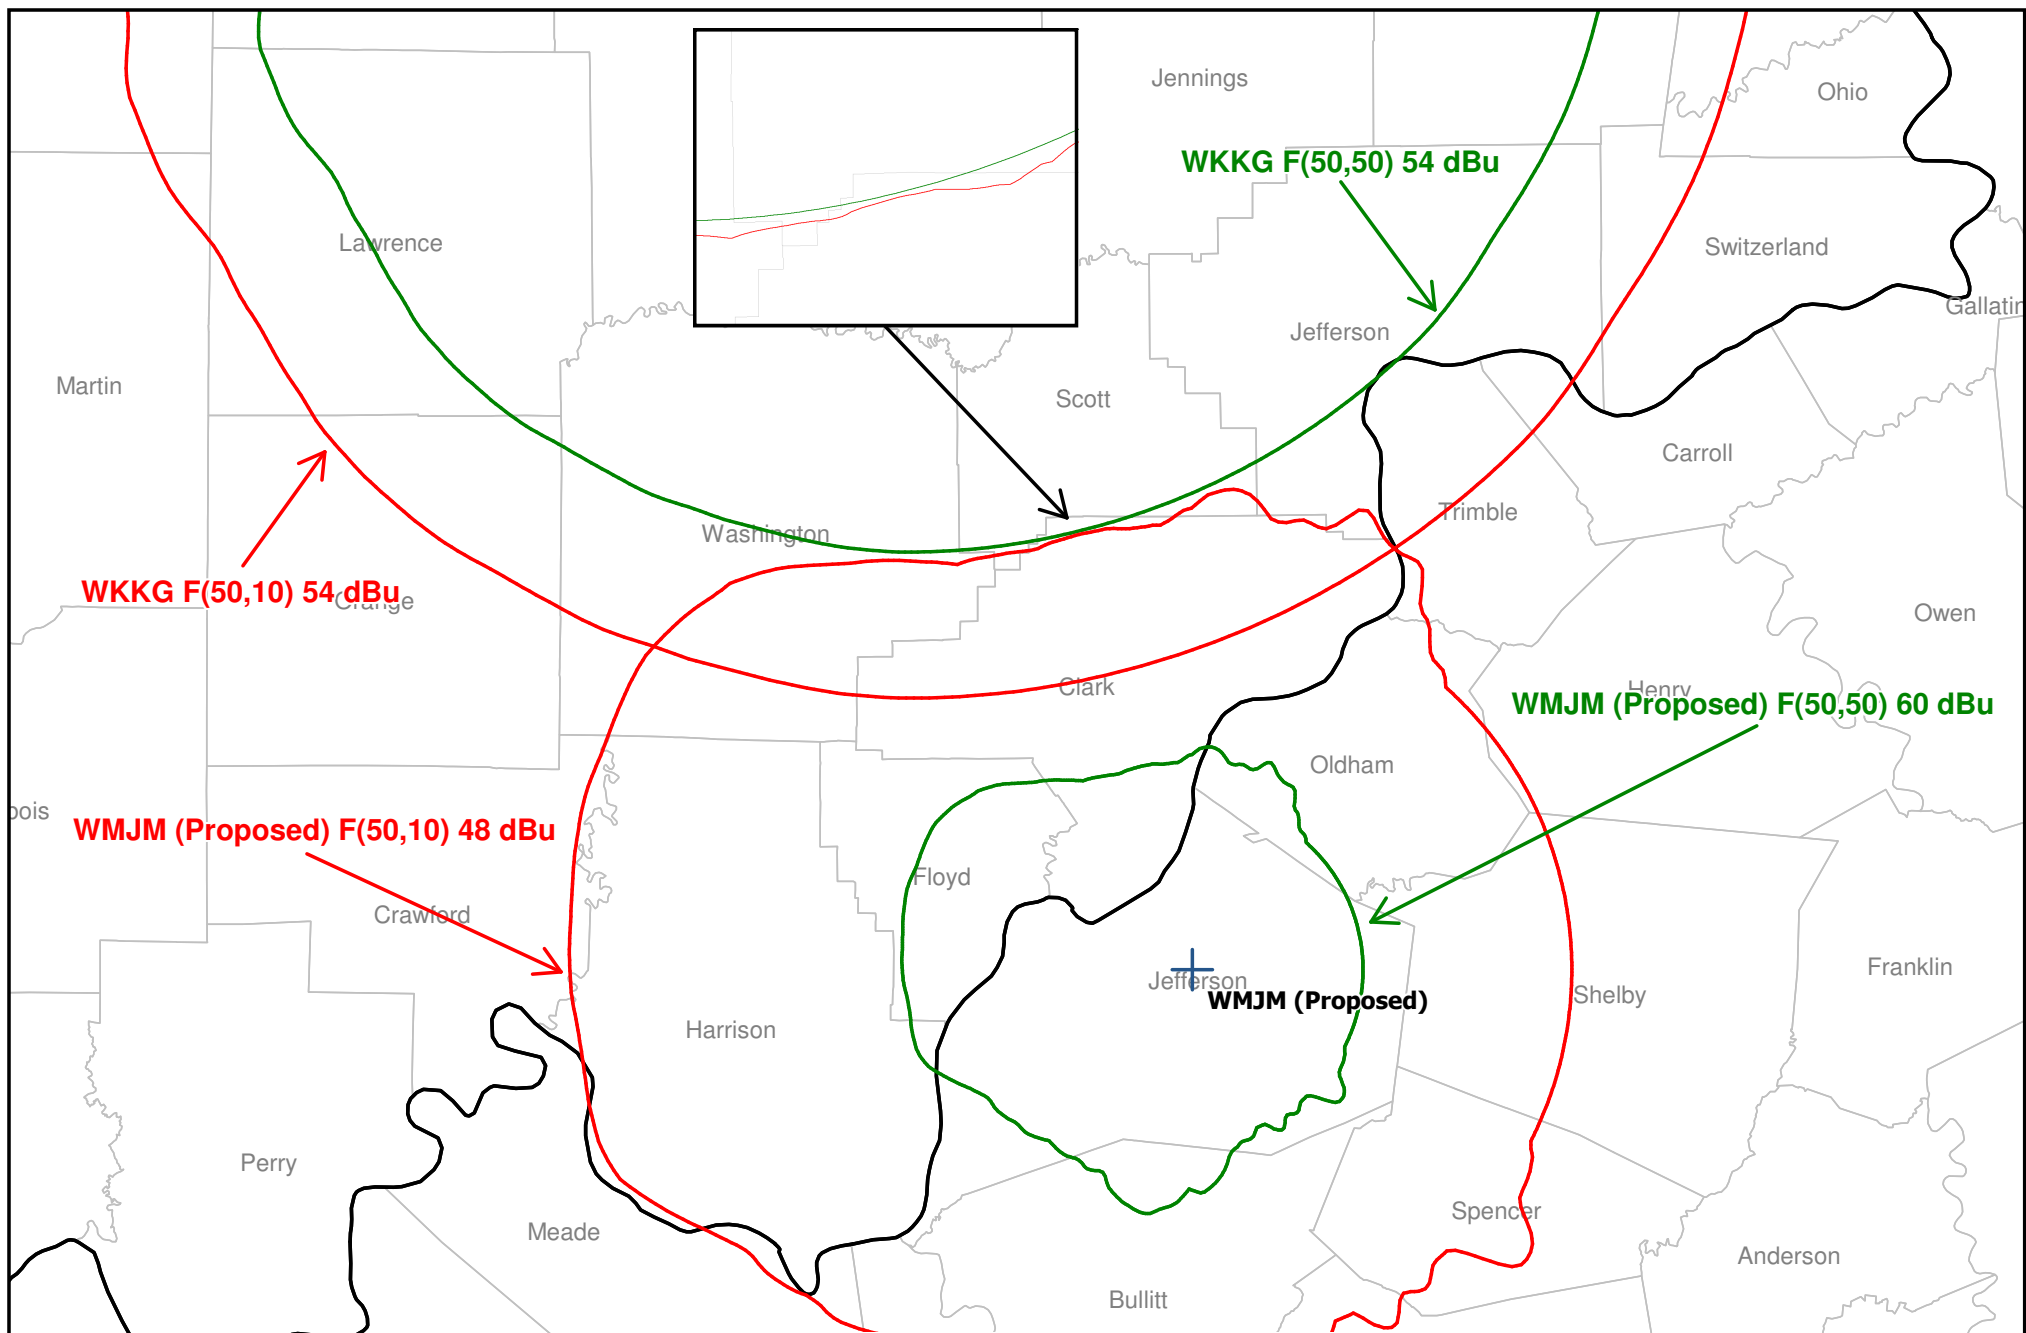 Jennings
Ohio
WKKG F(50,50) 54 dBu
Lawrence
Switzerland
Gallatin
Jefferson
Martin
Scott
Carroll
Trimble
Washington
WKKG F(50,10) 54 dBu
Orange
Owen
Clark
Henry
WMJM (Proposed) F(50,50) 60 dBu
Oldham
bois
WMJM (Proposed) F(50,10) 48 dBu
Floyd
Crawford
Franklin
Jefferson
Shelby
WMJM (Proposed)
Harrison
Perry
Spencer
Meade
Anderson
Bullitt